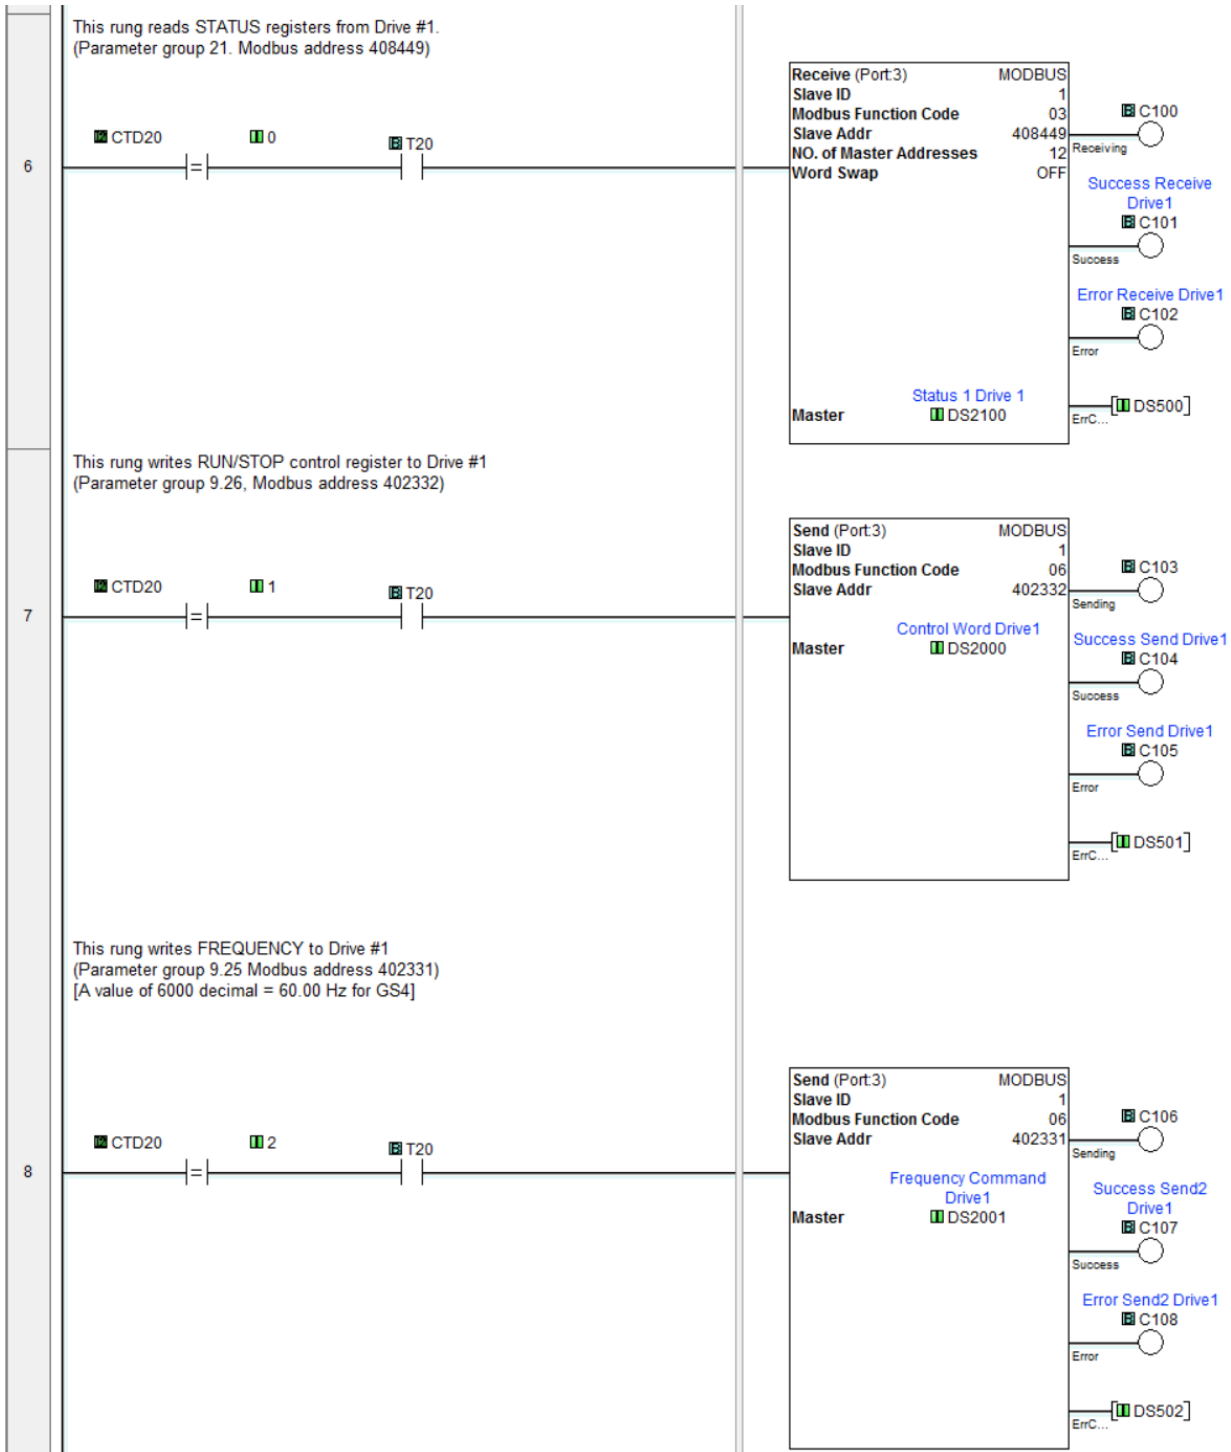 This rung reads STATUS registers from Drive #1.
(Parameter group 21. Modbus address 408449)
6
CTD20
0
T20
=
Receive (Port:3) MODBUS
Slave ID 1
Modbus Function Code 03
Slave Addr 408449
NO. of Master Addresses 12
Word Swap OFF
Status 1 Drive 1
Master DS2100
C100
Receiving
Success Receive
Drive1
C101
Success
Error Receive Drive1
C102
Error
DS500
ErrC...
This rung writes RUN/STOP control register to Drive #1
(Parameter group 9.26, Modbus address 402332)
7
CTD20
1
T20
=
Send (Port:3) MODBUS
Slave ID 1
Modbus Function Code 06
Slave Addr 402332
Control Word Drive1
Master DS2000
C103
Sending
Success Send Drive1
C104
Success
Error Send Drive1
C105
Error
DS501
ErrC...
This rung writes FREQUENCY to Drive #1
(Parameter group 9.25 Modbus address 402331)
[A value of 6000 decimal = 60.00 Hz for GS4]
8
CTD20
2
T20
=
Send (Port:3) MODBUS
Slave ID 1
Modbus Function Code 06
Slave Addr 402331
Frequency Command
Drive1
Master DS2001
C106
Sending
Success Send2
Drive1
C107
Success
Error Send2 Drive1
C108
Error
DS502
ErrC...